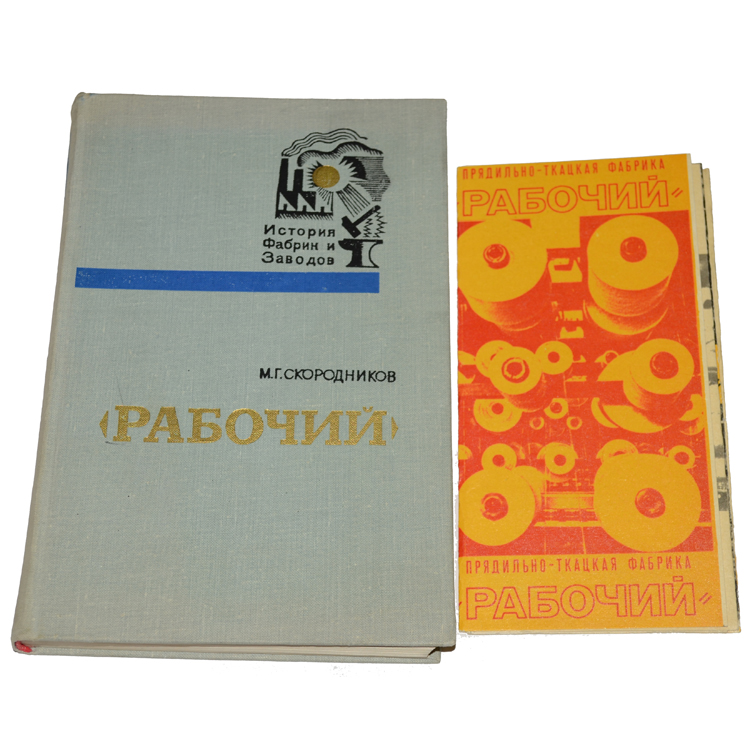 История
Фабрик и
Заводов
М.Г.СКОРОДНИКОВ
«РАБОЧИЙ»
ПРЯДИЛЬНО-ТКАЦКАЯ ФАБРИКА
"РАБОЧИЙ"
ПРЯДИЛЬНО-ТКАЦКАЯ ФАБРИКА
"РАБОЧИЙ"